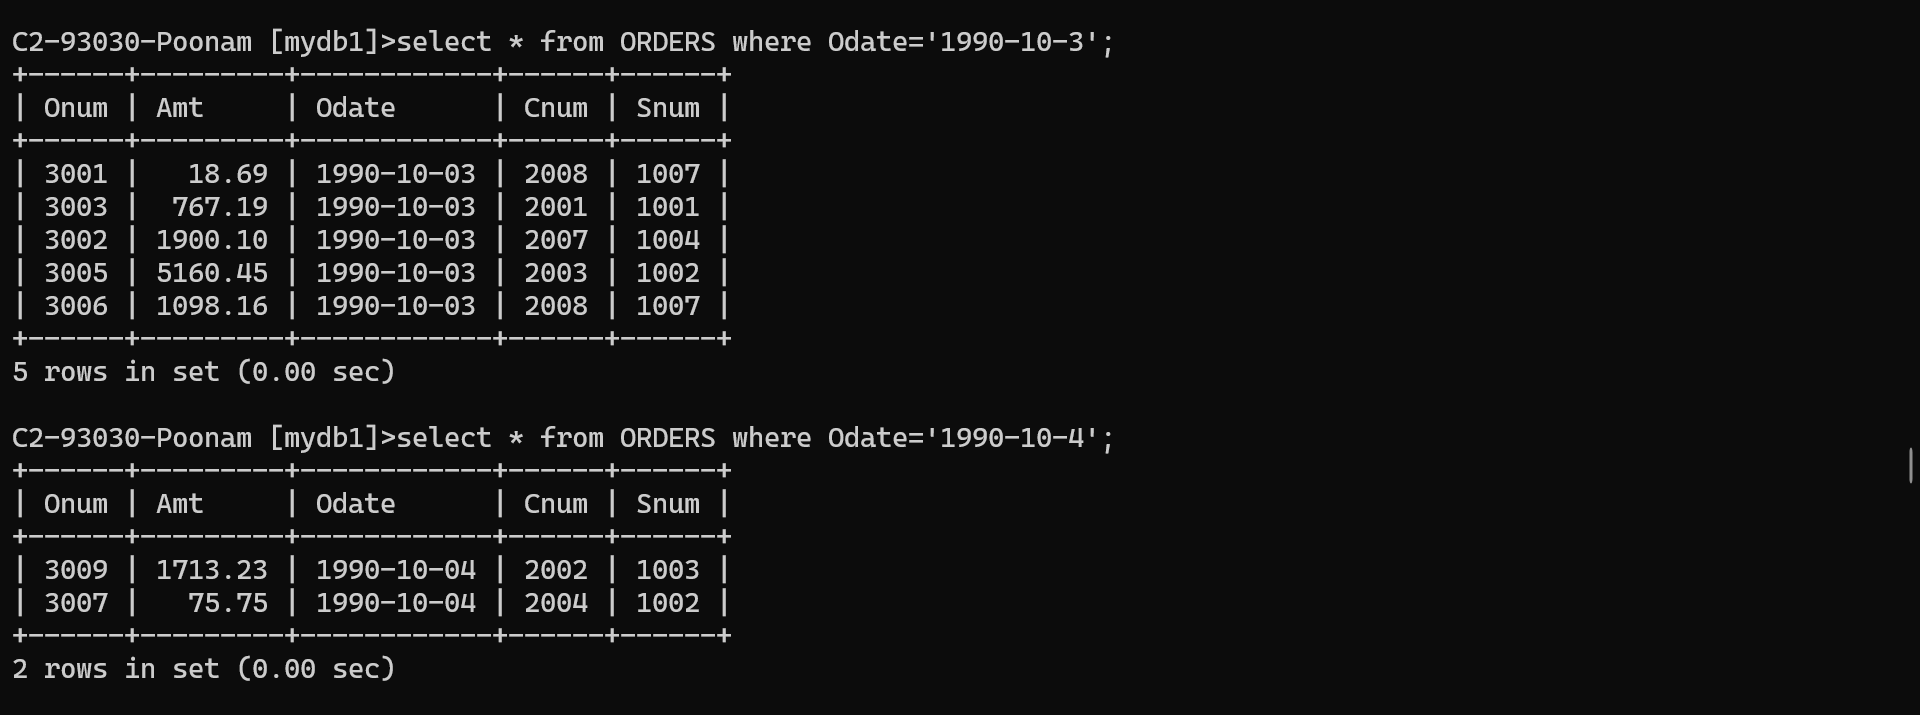 C2-93030-Poonam [mydb1]>select * from ORDERS where Odate='1990-10-3';
+------+---------+------------+------+------+
| Onum | Amt     | Odate      | Cnum | Snum |
+------+---------+------------+------+------+
| 3001 |   18.69 | 1990-10-03 | 2008 | 1007 |
| 3003 |  767.19 | 1990-10-03 | 2001 | 1001 |
| 3002 | 1900.10 | 1990-10-03 | 2007 | 1004 |
| 3005 | 5160.45 | 1990-10-03 | 2003 | 1002 |
| 3006 | 1098.16 | 1990-10-03 | 2008 | 1007 |
+------+---------+------------+------+------+
5 rows in set (0.00 sec)

C2-93030-Poonam [mydb1]>select * from ORDERS where Odate='1990-10-4';
+------+---------+------------+------+------+
| Onum | Amt     | Odate      | Cnum | Snum |
+------+---------+------------+------+------+
| 3009 | 1713.23 | 1990-10-04 | 2002 | 1003 |
| 3007 |   75.75 | 1990-10-04 | 2004 | 1002 |
+------+---------+------------+------+------+
2 rows in set (0.00 sec)